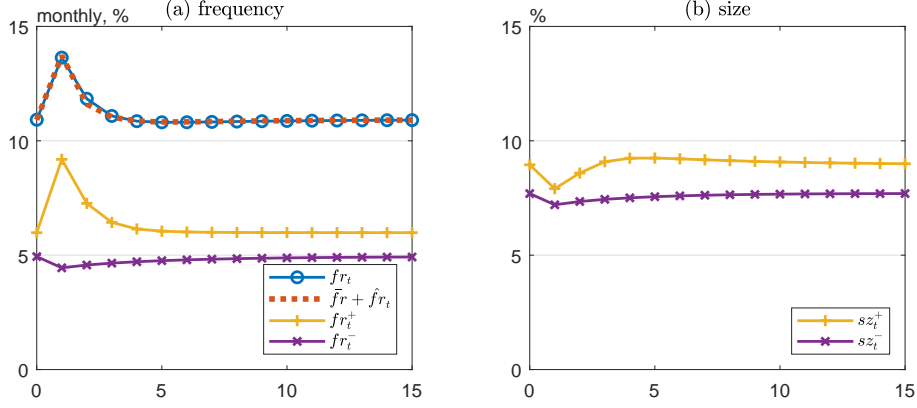 (a) frequency
monthly, %
15
10
5
0
0 5 10 15
fr_t
f̄r + f̂r_t
fr_t^+
fr_t^-
(b) size
%
15
10
5
0
0 5 10 15
sz_t^+
sz_t^-